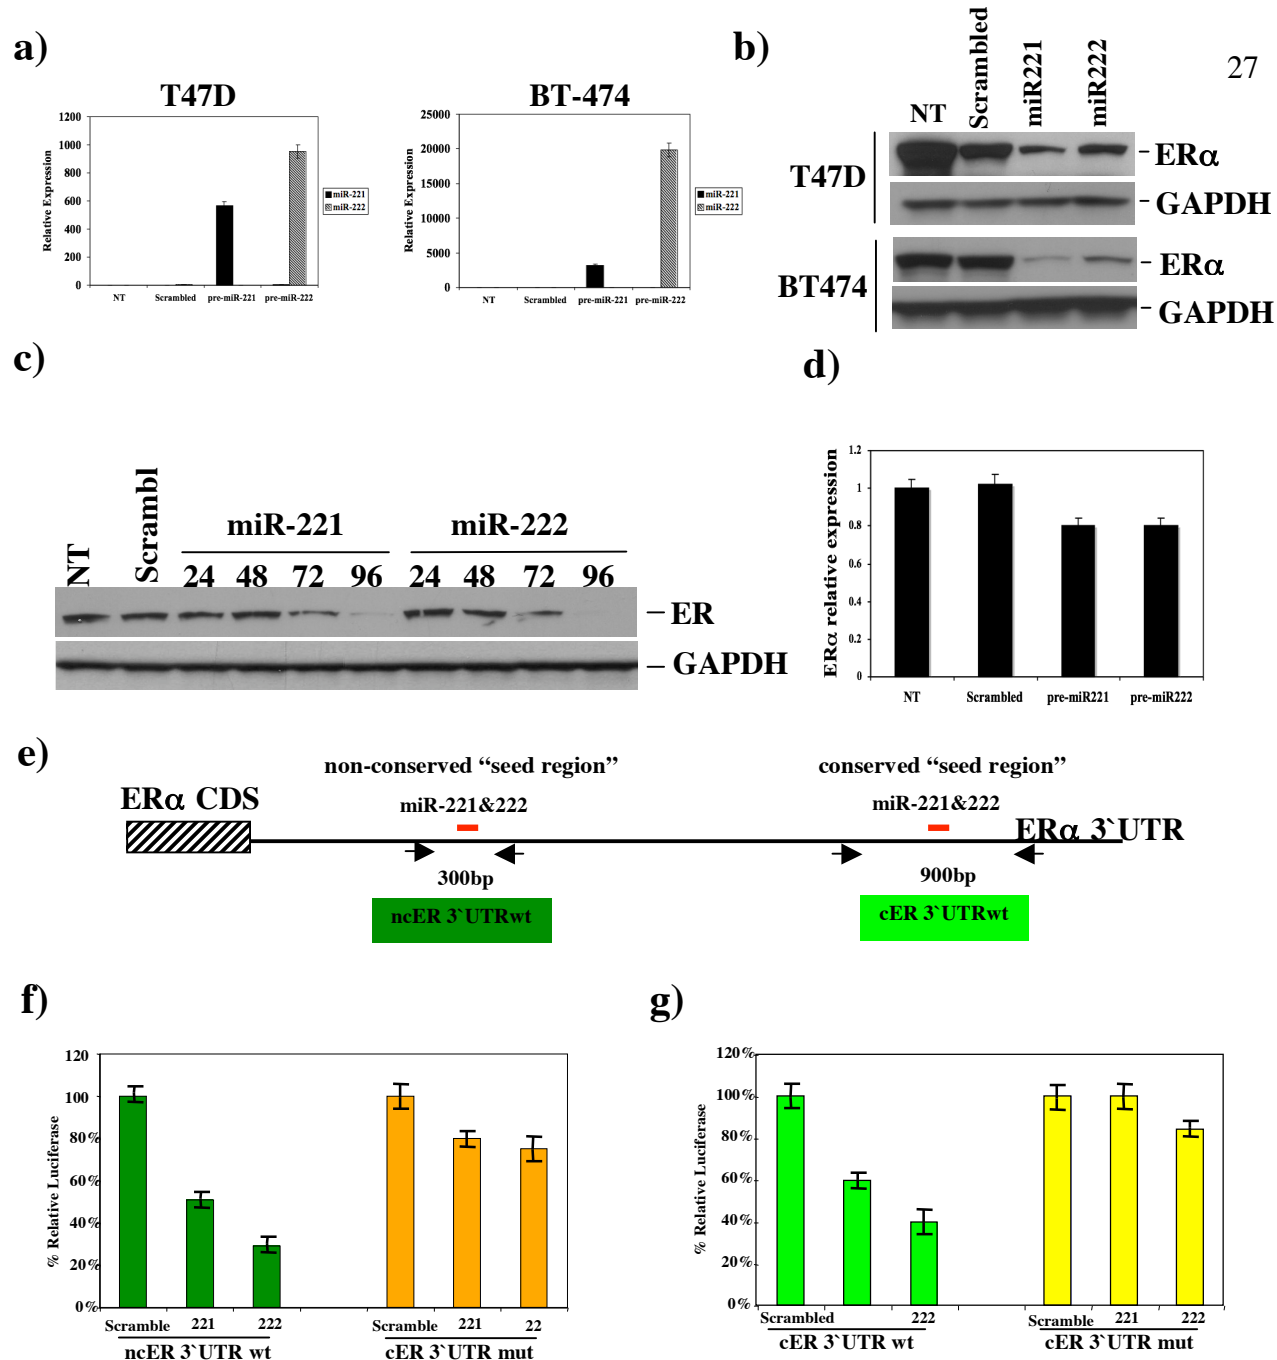 27
a)
T47D
1200
1000
800
600
400
200
0
Relative Expression
NT
Scrambled
pre-miR-221
pre-miR-222
miR-221
miR-222
BT-474
25000
20000
15000
10000
5000
0
Relative Expression
NT
Scrambled
pre-miR-221
pre-miR-222
miR-221
miR-222
b)
NT
Scrambled
miR221
miR222
T47D
ERα
GAPDH
BT474
ERα
GAPDH
c)
NT
Scrambl
miR-221
miR-222
24 48 72 96 24 48 72 96
ER
GAPDH
d)
ERα relative expression
1.2
1
0.8
0.6
0.4
0.2
0
NT
Scrambled
pre-miR221
pre-miR222
e)
non-conserved “seed region”
conserved “seed region”
ERα CDS
miR-221&222
miR-221&222
ERα 3`UTR
300bp
900bp
ncER 3`UTRwt
cER 3`UTRwt
f)
% Relative Luciferase
120
100
80%
60%
40%
20%
0%
Scramble 221 222
ncER 3`UTR wt
Scramble 221 22
cER 3`UTR mut
g)
% Relative Luciferase
120%
100%
80%
60%
40%
20%
0%
Scrambled 222
cER 3`UTR wt
Scramble 221 222
cER 3`UTR mut